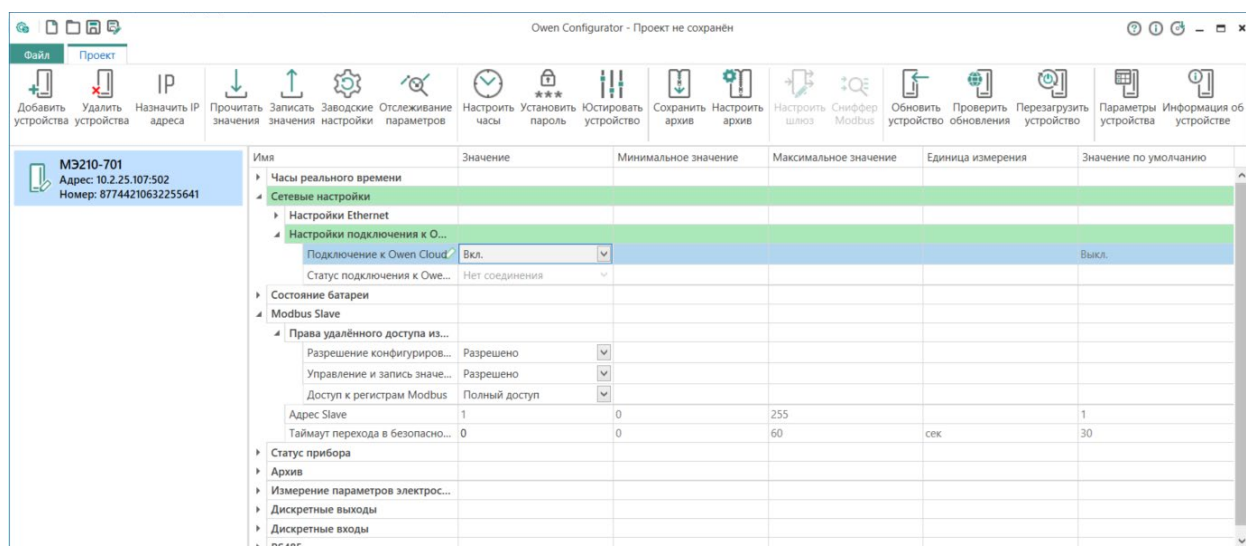 Owen Configurator - Проект не сохранён
Файл Проект
IP
Добавить устройства
Удалить устройства
Назначить IP адреса
Прочитать значения
Записать значения
Заводские настройки
Отслеживание параметров
Настроить часы
Установить пароль
Юстировать устройство
Сохранить архив
Настроить архив
Настроить шлюз
Сниффер Modbus
Обновить устройство
Проверить обновления
Перезагрузить устройство
Параметры устройства
Информация об устройстве
МЭ210-701
Адрес: 10.2.25.107:502
Номер: 87744210632255641
Имя Значение Минимальное значение Максимальное значение Единица измерения Значение по умолчанию
Часы реального времени
Сетевые настройки
Настройки Ethernet
Настройки подключения к O...
Подключение к Owen Cloud Вкл. Выкл.
Статус подключения к Owe... Нет соединения
Состояние батареи
Modbus Slave
Права удалённого доступа из...
Разрешение конфигуриров... Разрешено
Управление и запись значе... Разрешено
Доступ к регистрам Modbus Полный доступ
Адрес Slave 1 0 255 1
Таймаут перехода в безопасно... 0 0 60 сек 30
Статус прибора
Архив
Измерение параметров электрос...
Дискретные выходы
Дискретные входы